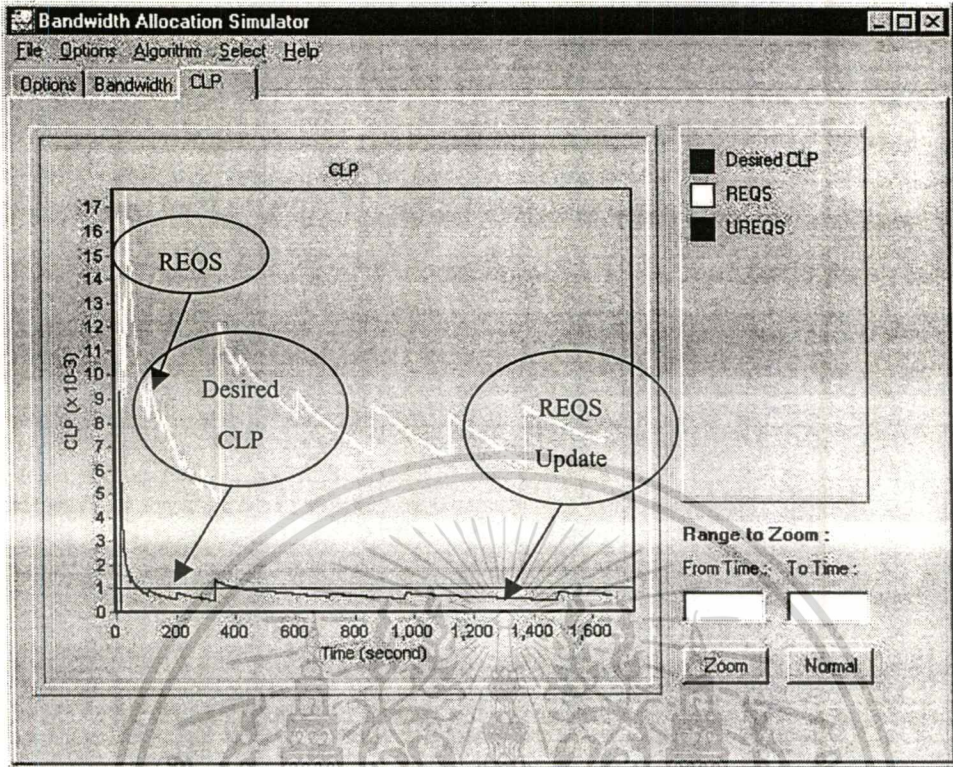 Bandwidth Allocation Simulator
File Options Algorithm Select Help
Options Bandwidth CLP
CLP
Desired CLP
REQS
UREQS
17
16
15
14
13
12
11
10
9
8
7
6
5
4
3
2
1
0
CLP (x 10-3)
REQS
Desired
CLP
REQS
Update
0 200 400 600 800 1,000 1,200 1,400 1,600
Time (second)
Range to Zoom :
From Time : To Time :
Zoom Normal